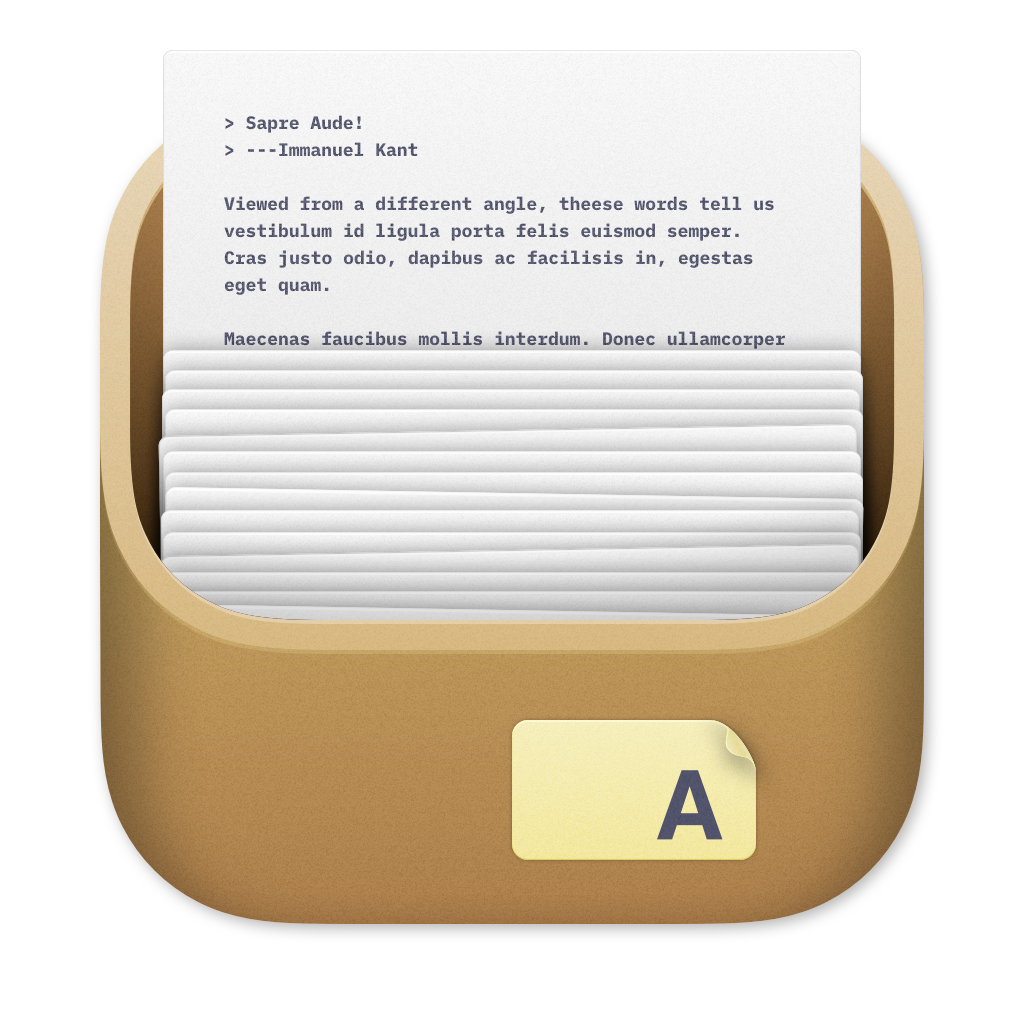 > Sapre Aude!
> ---Immanuel Kant
Viewed from a different angle, theese words tell us
vestibulum id ligula porta felis euismod semper.
Cras justo odio, dapibus ac facilisis in, egestas
eget quam.
Maecenas faucibus mollis interdum. Donec ullamcorper
A